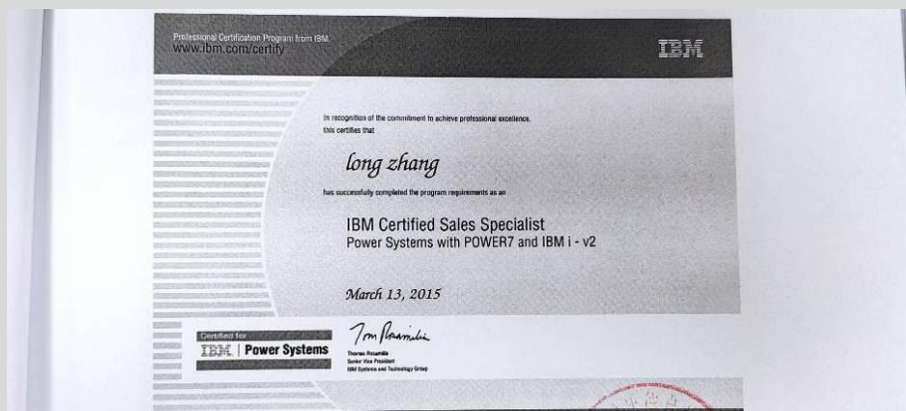 Professional Certification Program from IBM.
www.ibm.com/certify
IBM
In recognition of the commitment to achieve professional excellence,
this certifies that
long zhang
has successfully completed the program requirements as an
IBM Certified Sales Specialist
Power Systems with POWER7 and IBM i - v2
March 13, 2015
Certified for
IBM | Power Systems
Thomas Rosamilia
Senior Vice President
IBM Systems and Technology Group